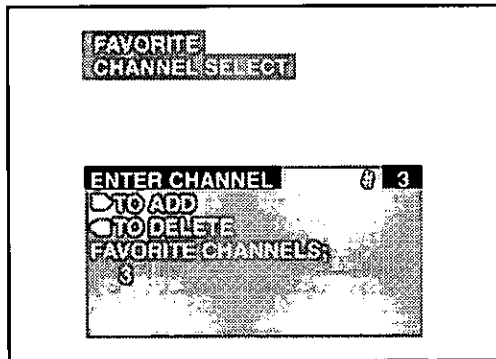 FAVORITE
CHANNEL SELECT
ENTER CHANNEL # 3
TO ADD
TO DELETE
FAVORITE CHANNELS;
3